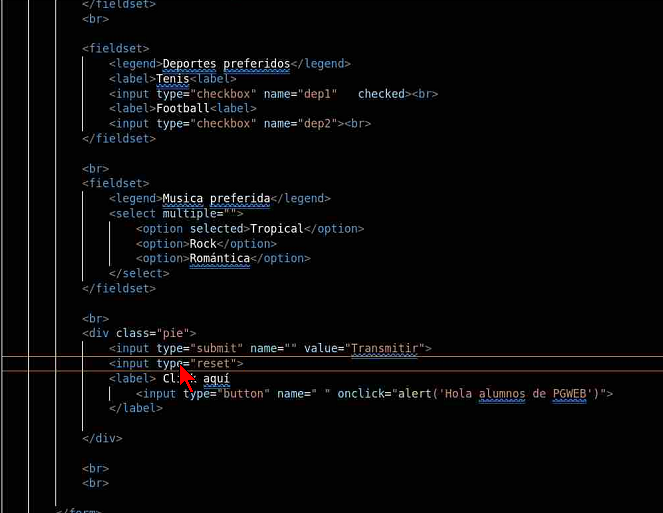 </fieldset>
<br>
<fieldset>
<legend>Deportes preferidos</legend>
<label>Tenis<label>
<input type="checkbox" name="dep1" checked><br>
<label>Football<label>
<input type="checkbox" name="dep2"><br>
</fieldset>
<br>
<fieldset>
<legend>Musica preferida</legend>
<select multiple="">
<option selected>Tropical</option>
<option>Rock</option>
<option>Romántica</option>
</select>
</fieldset>
<br>
<div class="pie">
<input type="submit" name="" value="Transmitir">
<input type="reset">
<label> Click aquí
<input type="button" name=" " onclick="alert('Hola alumnos de PGWEB')">
</label>
</div>
<br>
<br>
</form>